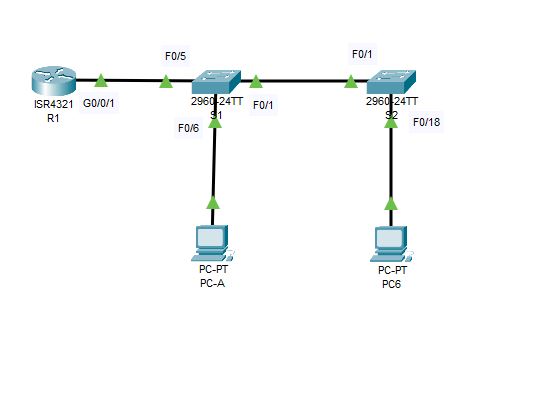 F0/5
F0/1
ISR4321
R1
G0/0/1
2960-24TT
S1
F0/1
2960-24TT
S2
F0/6
F0/18
PC-PT
PC-A
PC-PT
PC6